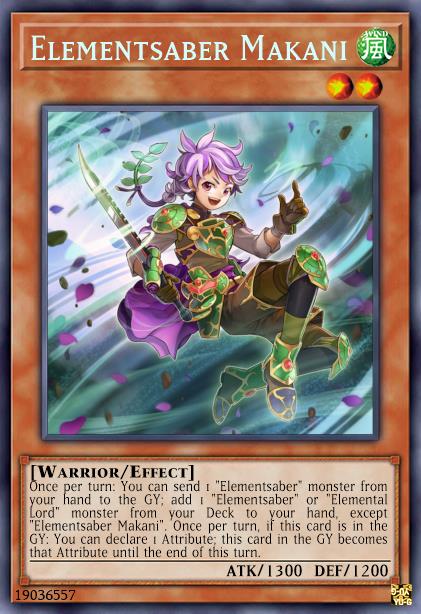 ELEMENTSABER MAKANI
WIND
風
[WARRIOR/EFFECT]
Once per turn: You can send 1 "Elementsaber" monster from
your hand to the GY; add 1 "Elementsaber" or "Elemental
Lord" monster from your Deck to your hand, except
"Elementsaber Makani". Once per turn, if this card is in the
GY: You can declare 1 Attribute; this card in the GY becomes
that Attribute until the end of this turn.
ATK/1300 DEF/1200
19036557